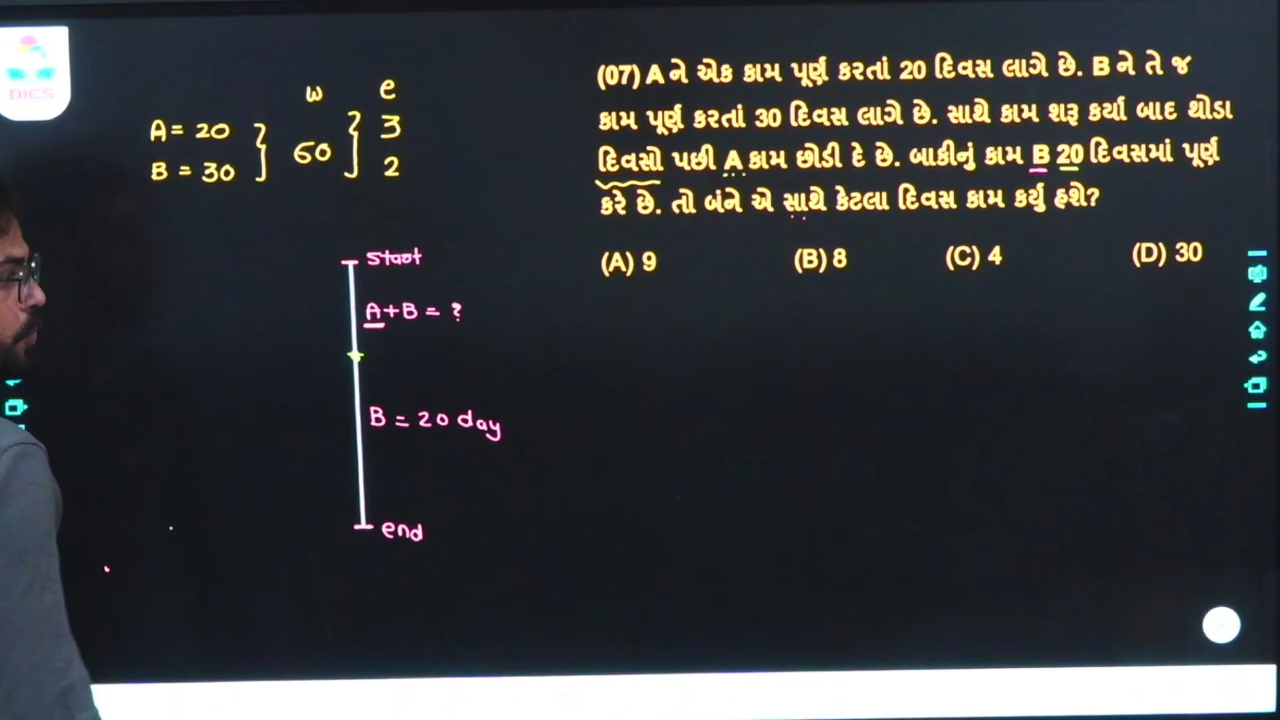 DICS
w e
A = 20 } 60 } 3
B = 30 2
(07) A ને એક કામ પૂર્ણ કરતાં 20 દિવસ લાગે છે. B ને તે જ
કામ પૂર્ણ કરતાં 30 દિવસ લાગે છે. સાથે કામ શરૂ કર્યા બાદ થોડા
દિવસો પછી A કામ છોડી દે છે. બાકીનું કામ B 20 દિવસમાં પૂર્ણ
કરે છે. તો બંને એ સાથે કેટલા દિવસ કામ કર્યુ હશે?
(A) 9 (B) 8 (C) 4 (D) 30
start
A+B = ?
B = 20 day
end